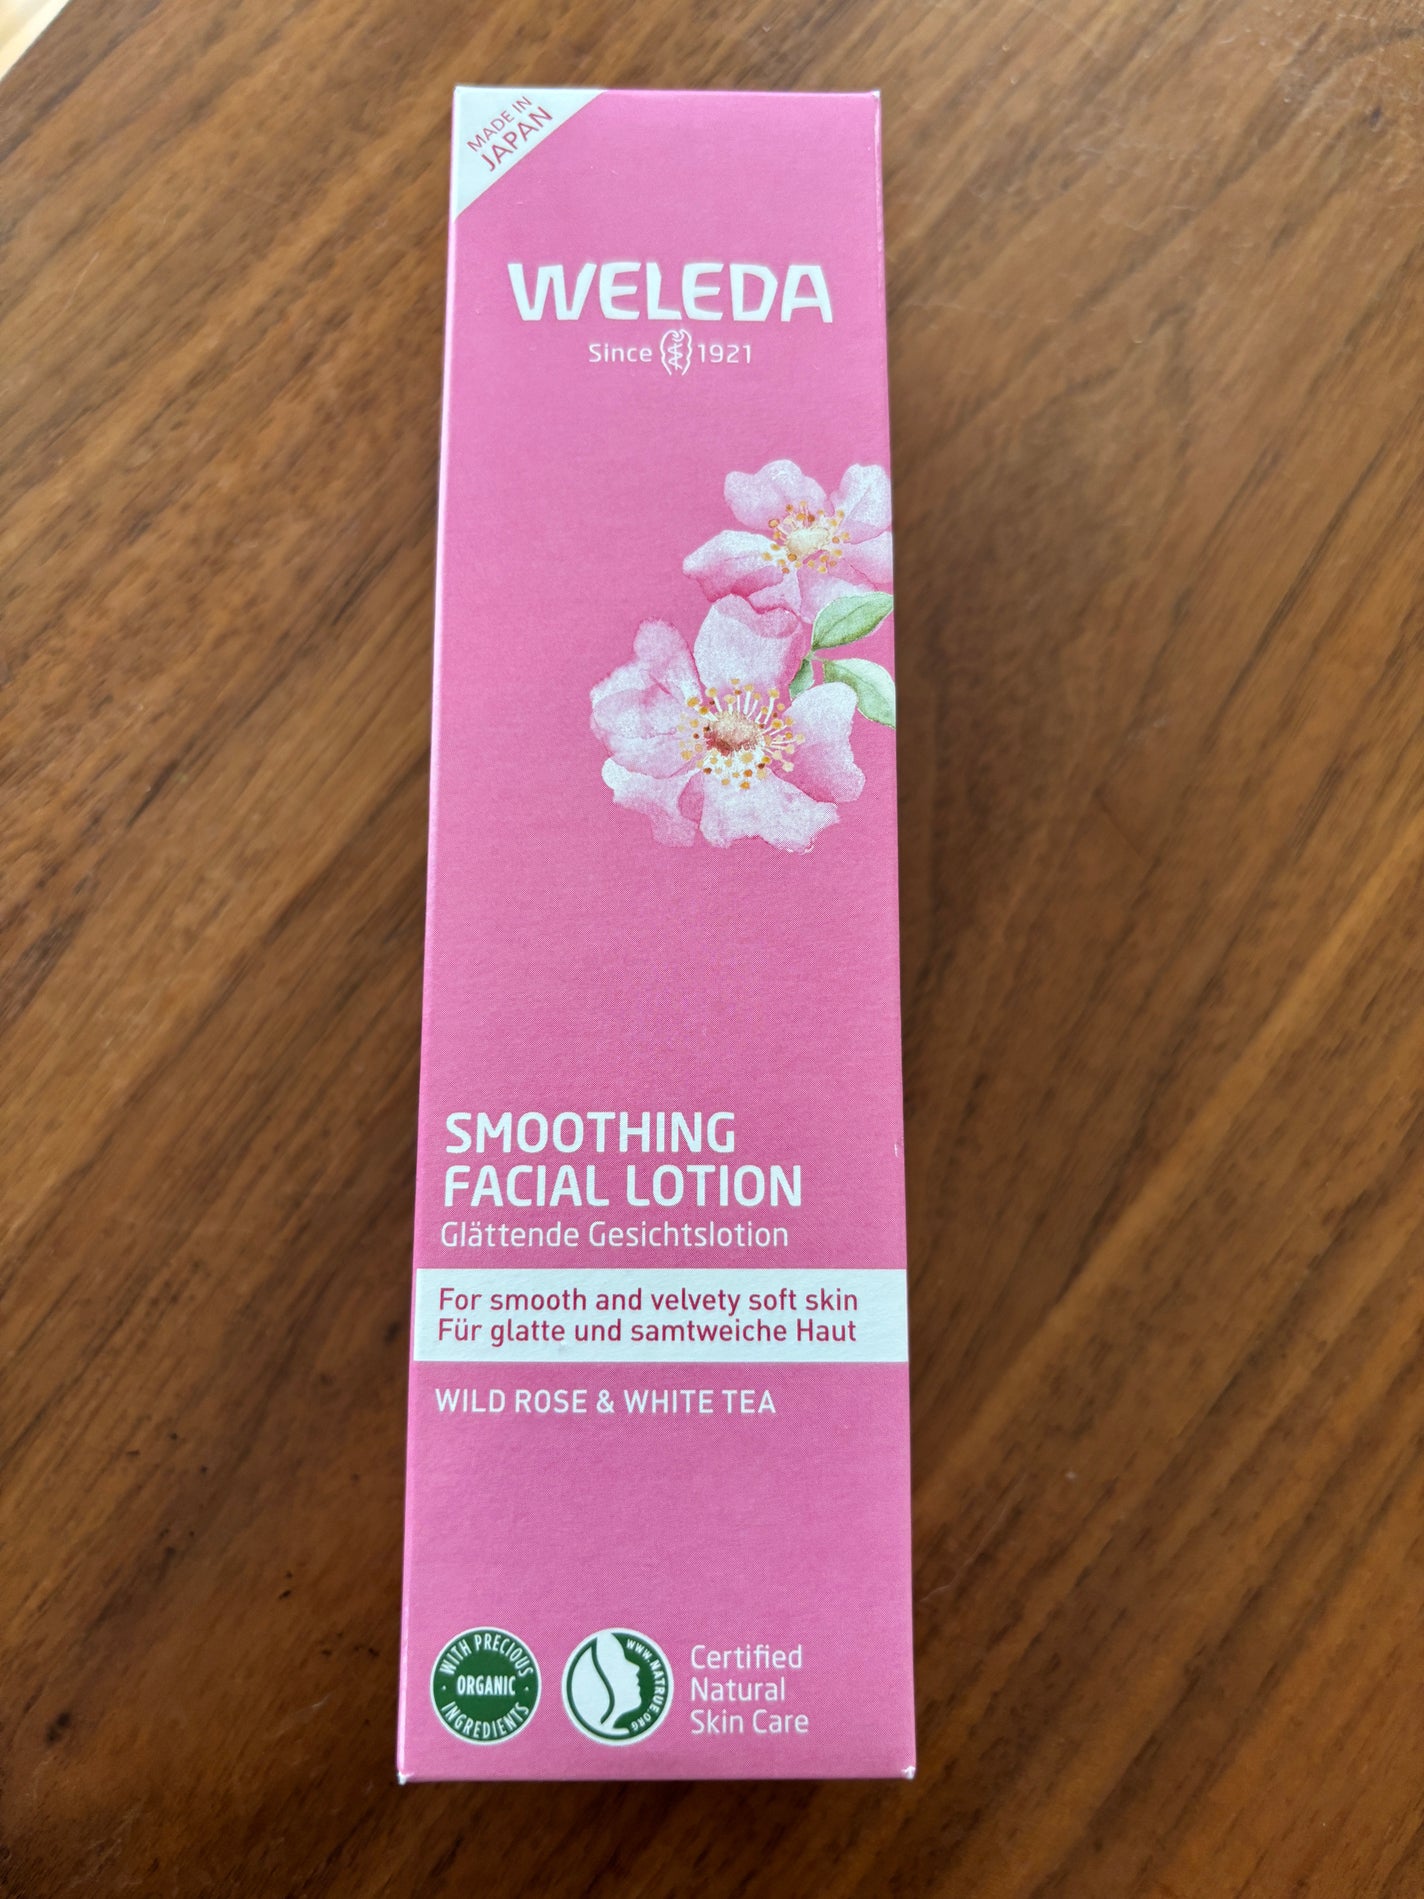 MADE IN
JAPAN
WELEDA
Since 1921
SMOOTHING
FACIAL LOTION
Glättende Gesichtslotion
For smooth and velvety soft skin
Für glatte und samtweiche Haut
WILD ROSE & WHITE TEA
WITH PRECIOUS
· ORGANIC ·
INGREDIENTS
WWW.NATRUE.ORG
Certified
Natural
Skin Care